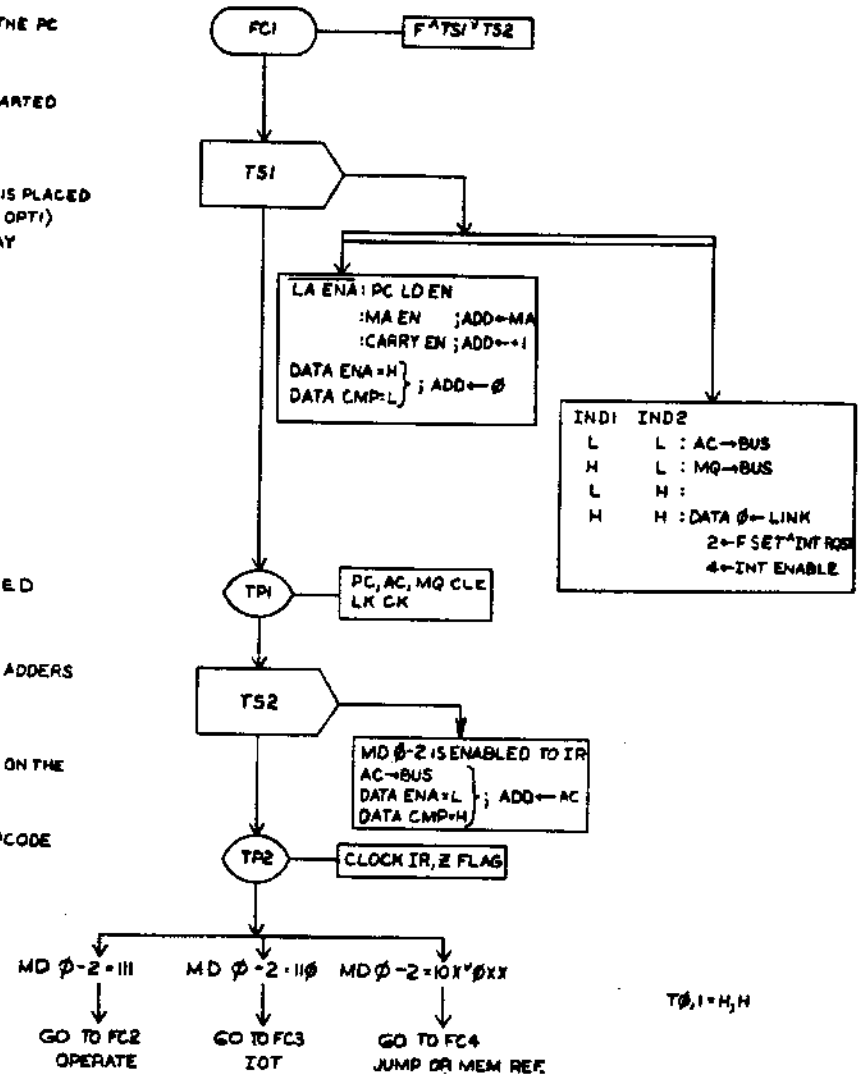 THE PC
ARTED
IS PLACED
OPT1)
AY
ED
ADDERS
ON THE
CODE
FC1
F^TS1vTS2
TS1
LA ENA: PC LD EN
:MA EN ;ADD←MA
:CARRY EN ;ADD←+1
DATA ENA=H
DATA CMP=L } ; ADD←Ø
IND1 IND2
L L : AC→BUS
H L : MQ→BUS
L H :
H H : DATA Ø←LINK
2←F SET^INT RQST
4←INT ENABLE
TP1
PC, AC, MQ CLE
LK CK
TS2
MD Ø-2 IS ENABLED TO IR
AC→BUS
DATA ENA=L } ; ADD←AC
DATA CMP=H
TP2
CLOCK IR, Z FLAG
MD Ø-2=111 MD Ø-2=11Ø MD Ø-2=10XvØXX
TØ,1=H,H
GO TO FC2 GO TO FC3 GO TO FC4
OPERATE IOT JUMP OR MEM REF.